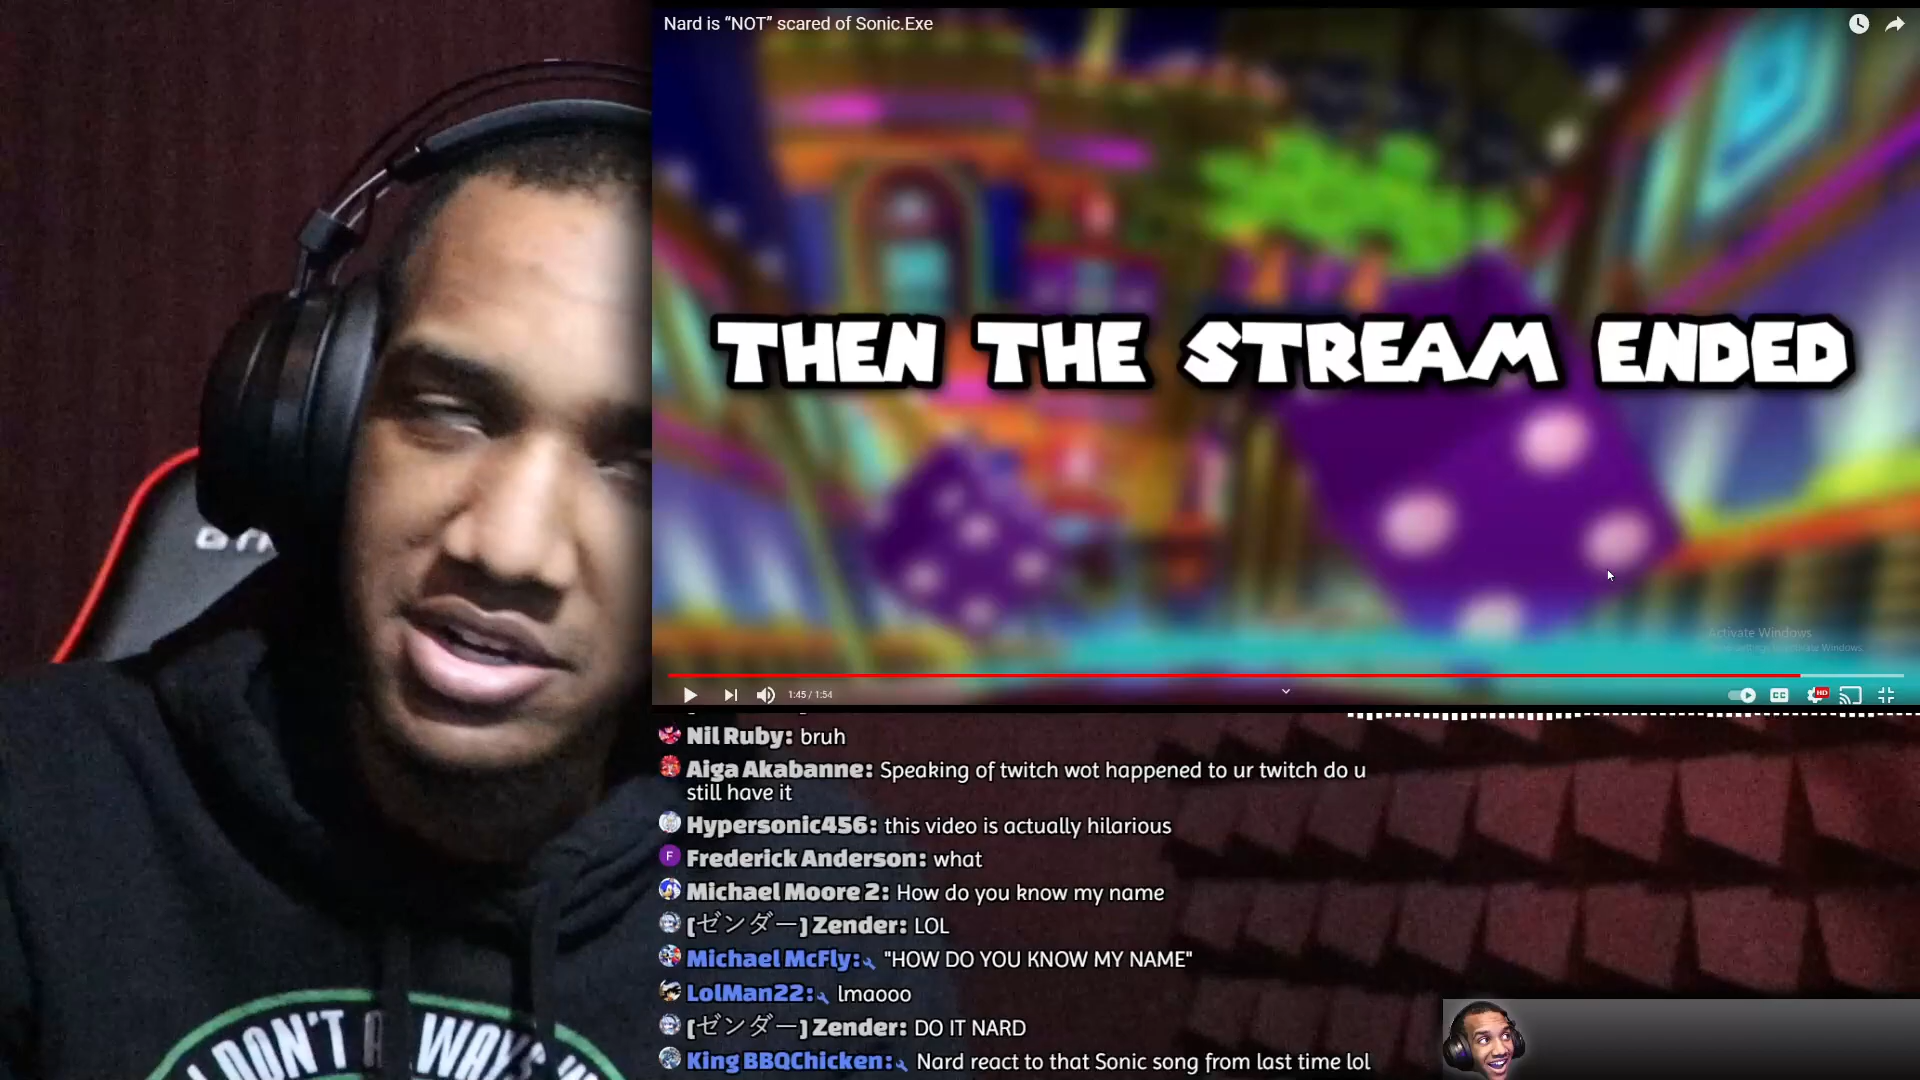 Nard is “NOT” scared of Sonic.Exe
THEN THE STREAM ENDED
Activate Windows
1:45 / 1:54
CC
HD
Nil Ruby: bruh
Aiga Akabanne: Speaking of twitch wot happened to ur twitch do u
still have it
Hypersonic456: this video is actually hilarious
F Frederick Anderson: what
Michael Moore 2: How do you know my name
[ゼンダー] Zender: LOL
Michael McFly: "HOW DO YOU KNOW MY NAME"
LolMan22: lmaooo
[ゼンダー] Zender: DO IT NARD
King BBQChicken: Nard react to that Sonic song from last time lol
I DON'T A WAYS